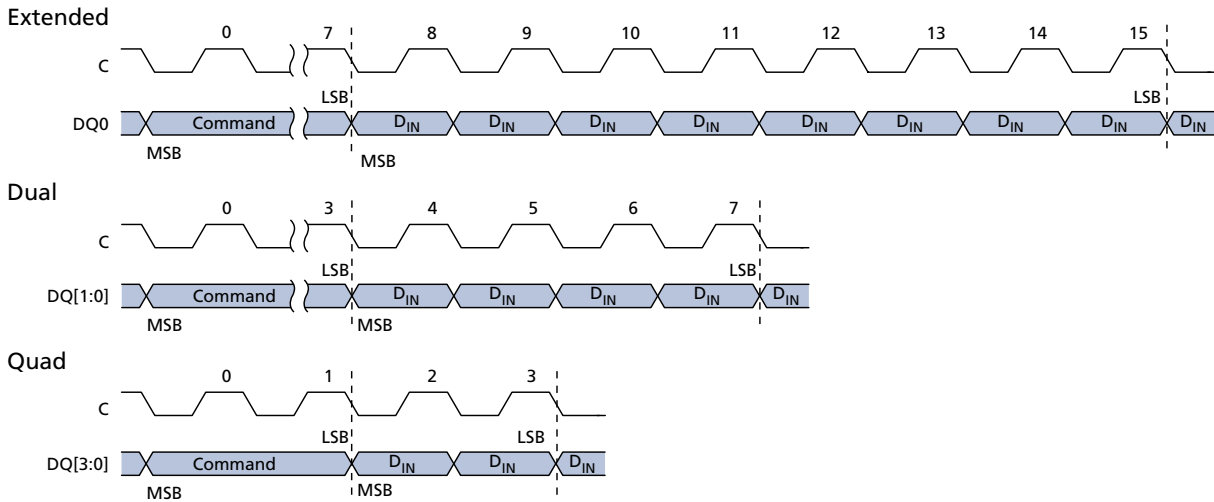 Extended
0 7 8 9 10 11 12 13 14 15
C
LSB LSB
DQ0 Command DIN DIN DIN DIN DIN DIN DIN DIN DIN
MSB MSB
Dual
0 3 4 5 6 7
C
LSB LSB
DQ[1:0] Command DIN DIN DIN DIN DIN
MSB MSB
Quad
0 1 2 3
C
LSB LSB
DQ[3:0] Command DIN DIN DIN
MSB MSB